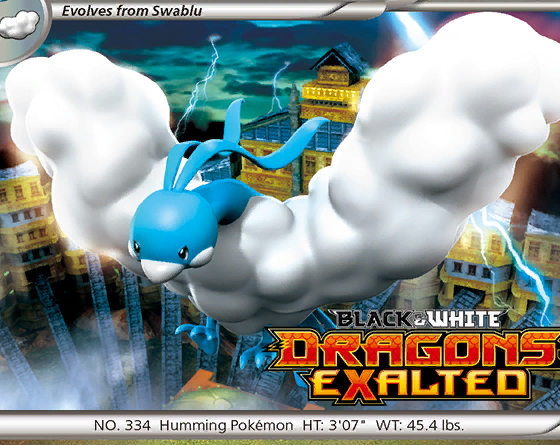 Evolves from Swablu
BLACK & WHITE
DRAGONS
EXALTED
NO. 334 Humming Pokémon HT: 3'07" WT: 45.4 lbs.